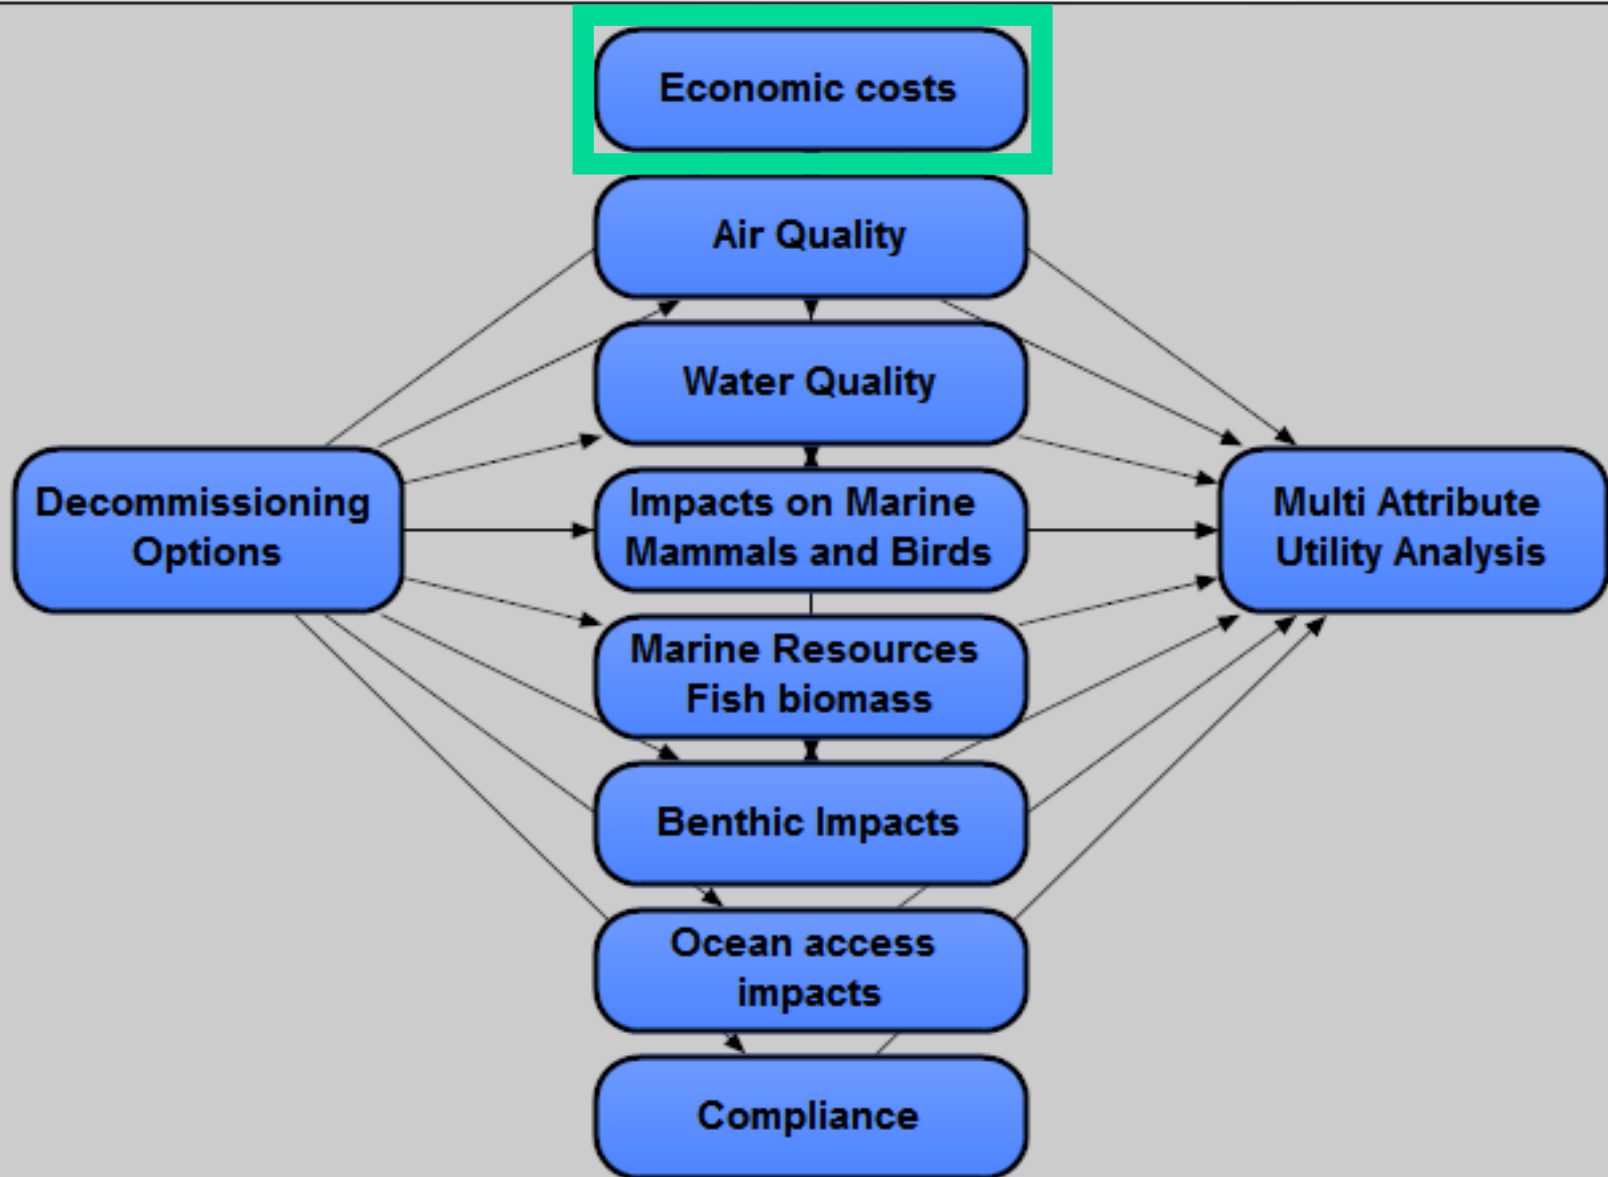 Economic costs
Air Quality
Water Quality
Decommissioning
Options
Impacts on Marine
Mammals and Birds
Multi Attribute
Utility Analysis
Marine Resources
Fish biomass
Benthic Impacts
Ocean access
impacts
Compliance